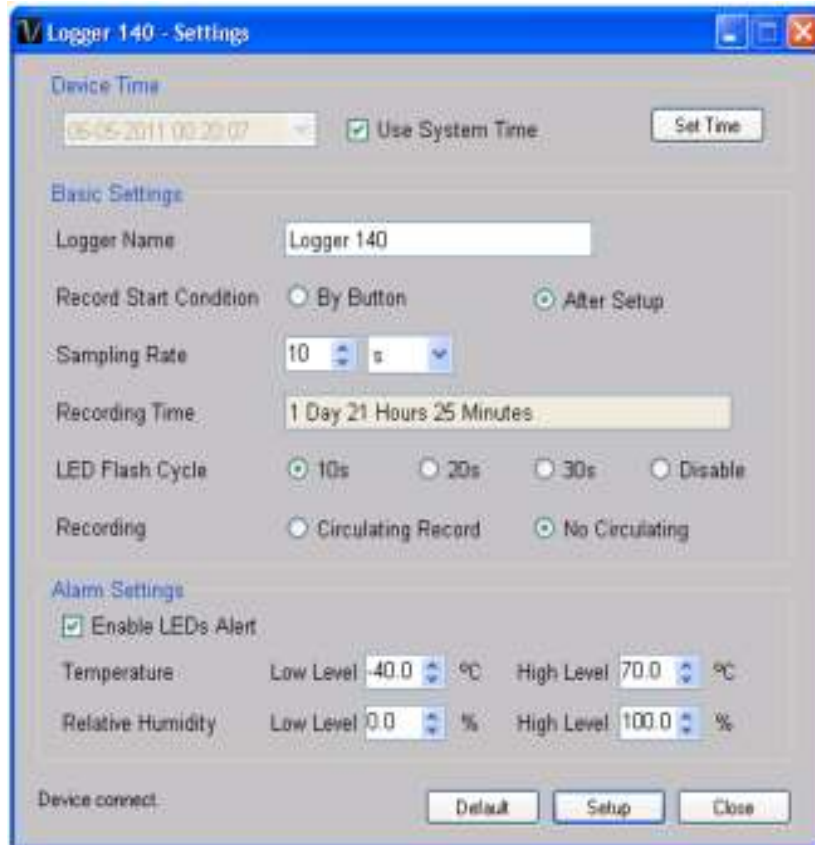 Logger 140 - Settings
Device Time
06-05-2011 00:20:07 Use System Time Set Time
Basic Settings
Logger Name Logger 140
Record Start Condition By Button After Setup
Sampling Rate 10 s
Recording Time 1 Day 21 Hours 25 Minutes
LED Flash Cycle 10s 20s 30s Disable
Recording Circulating Record No Circulating
Alarm Settings
Enable LEDs Alert
Temperature Low Level -40.0 ºC High Level 70.0 ºC
Relative Humidity Low Level 0.0 % High Level 100.0 %
Device connect.
Default Setup Close